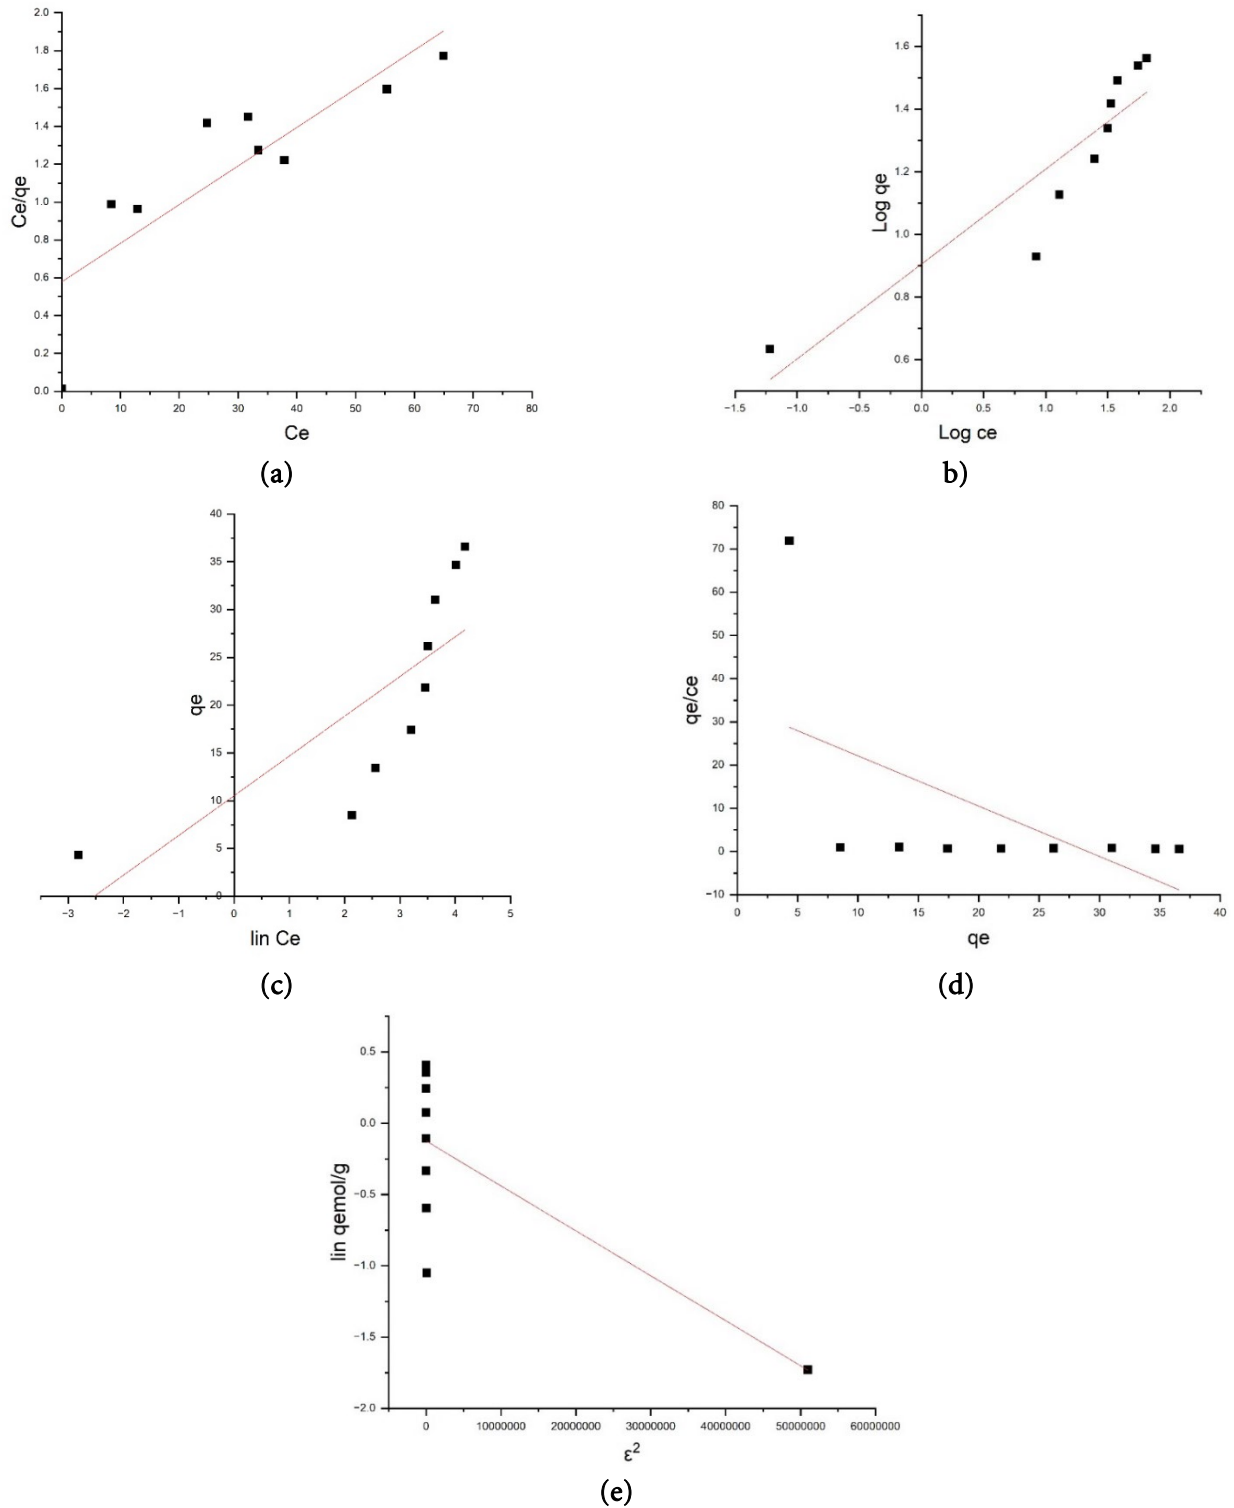 2.0
1.8
1.6
1.4
1.2
1.0
0.8
0.6
0.4
0.2
0.0
Ce/qe
0 10 20 30 40 50 60 70 80
Ce
(a)
1.6
1.4
1.2
1.0
0.8
0.6
Log qe
−1.5 −1.0 −0.5 0.0 0.5 1.0 1.5 2.0
Log ce
b)
40
35
30
25
20
15
10
5
0
qe
−3 −2 −1 0 1 2 3 4 5
lin Ce
(c)
80
70
60
50
40
30
20
10
0
−10
qe/ce
0 5 10 15 20 25 30 35 40
qe
(d)
0.5
0.0
−0.5
−1.0
−1.5
−2.0
lin qemol/g
0 10000000 20000000 30000000 40000000 50000000 60000000
ε²
(e)